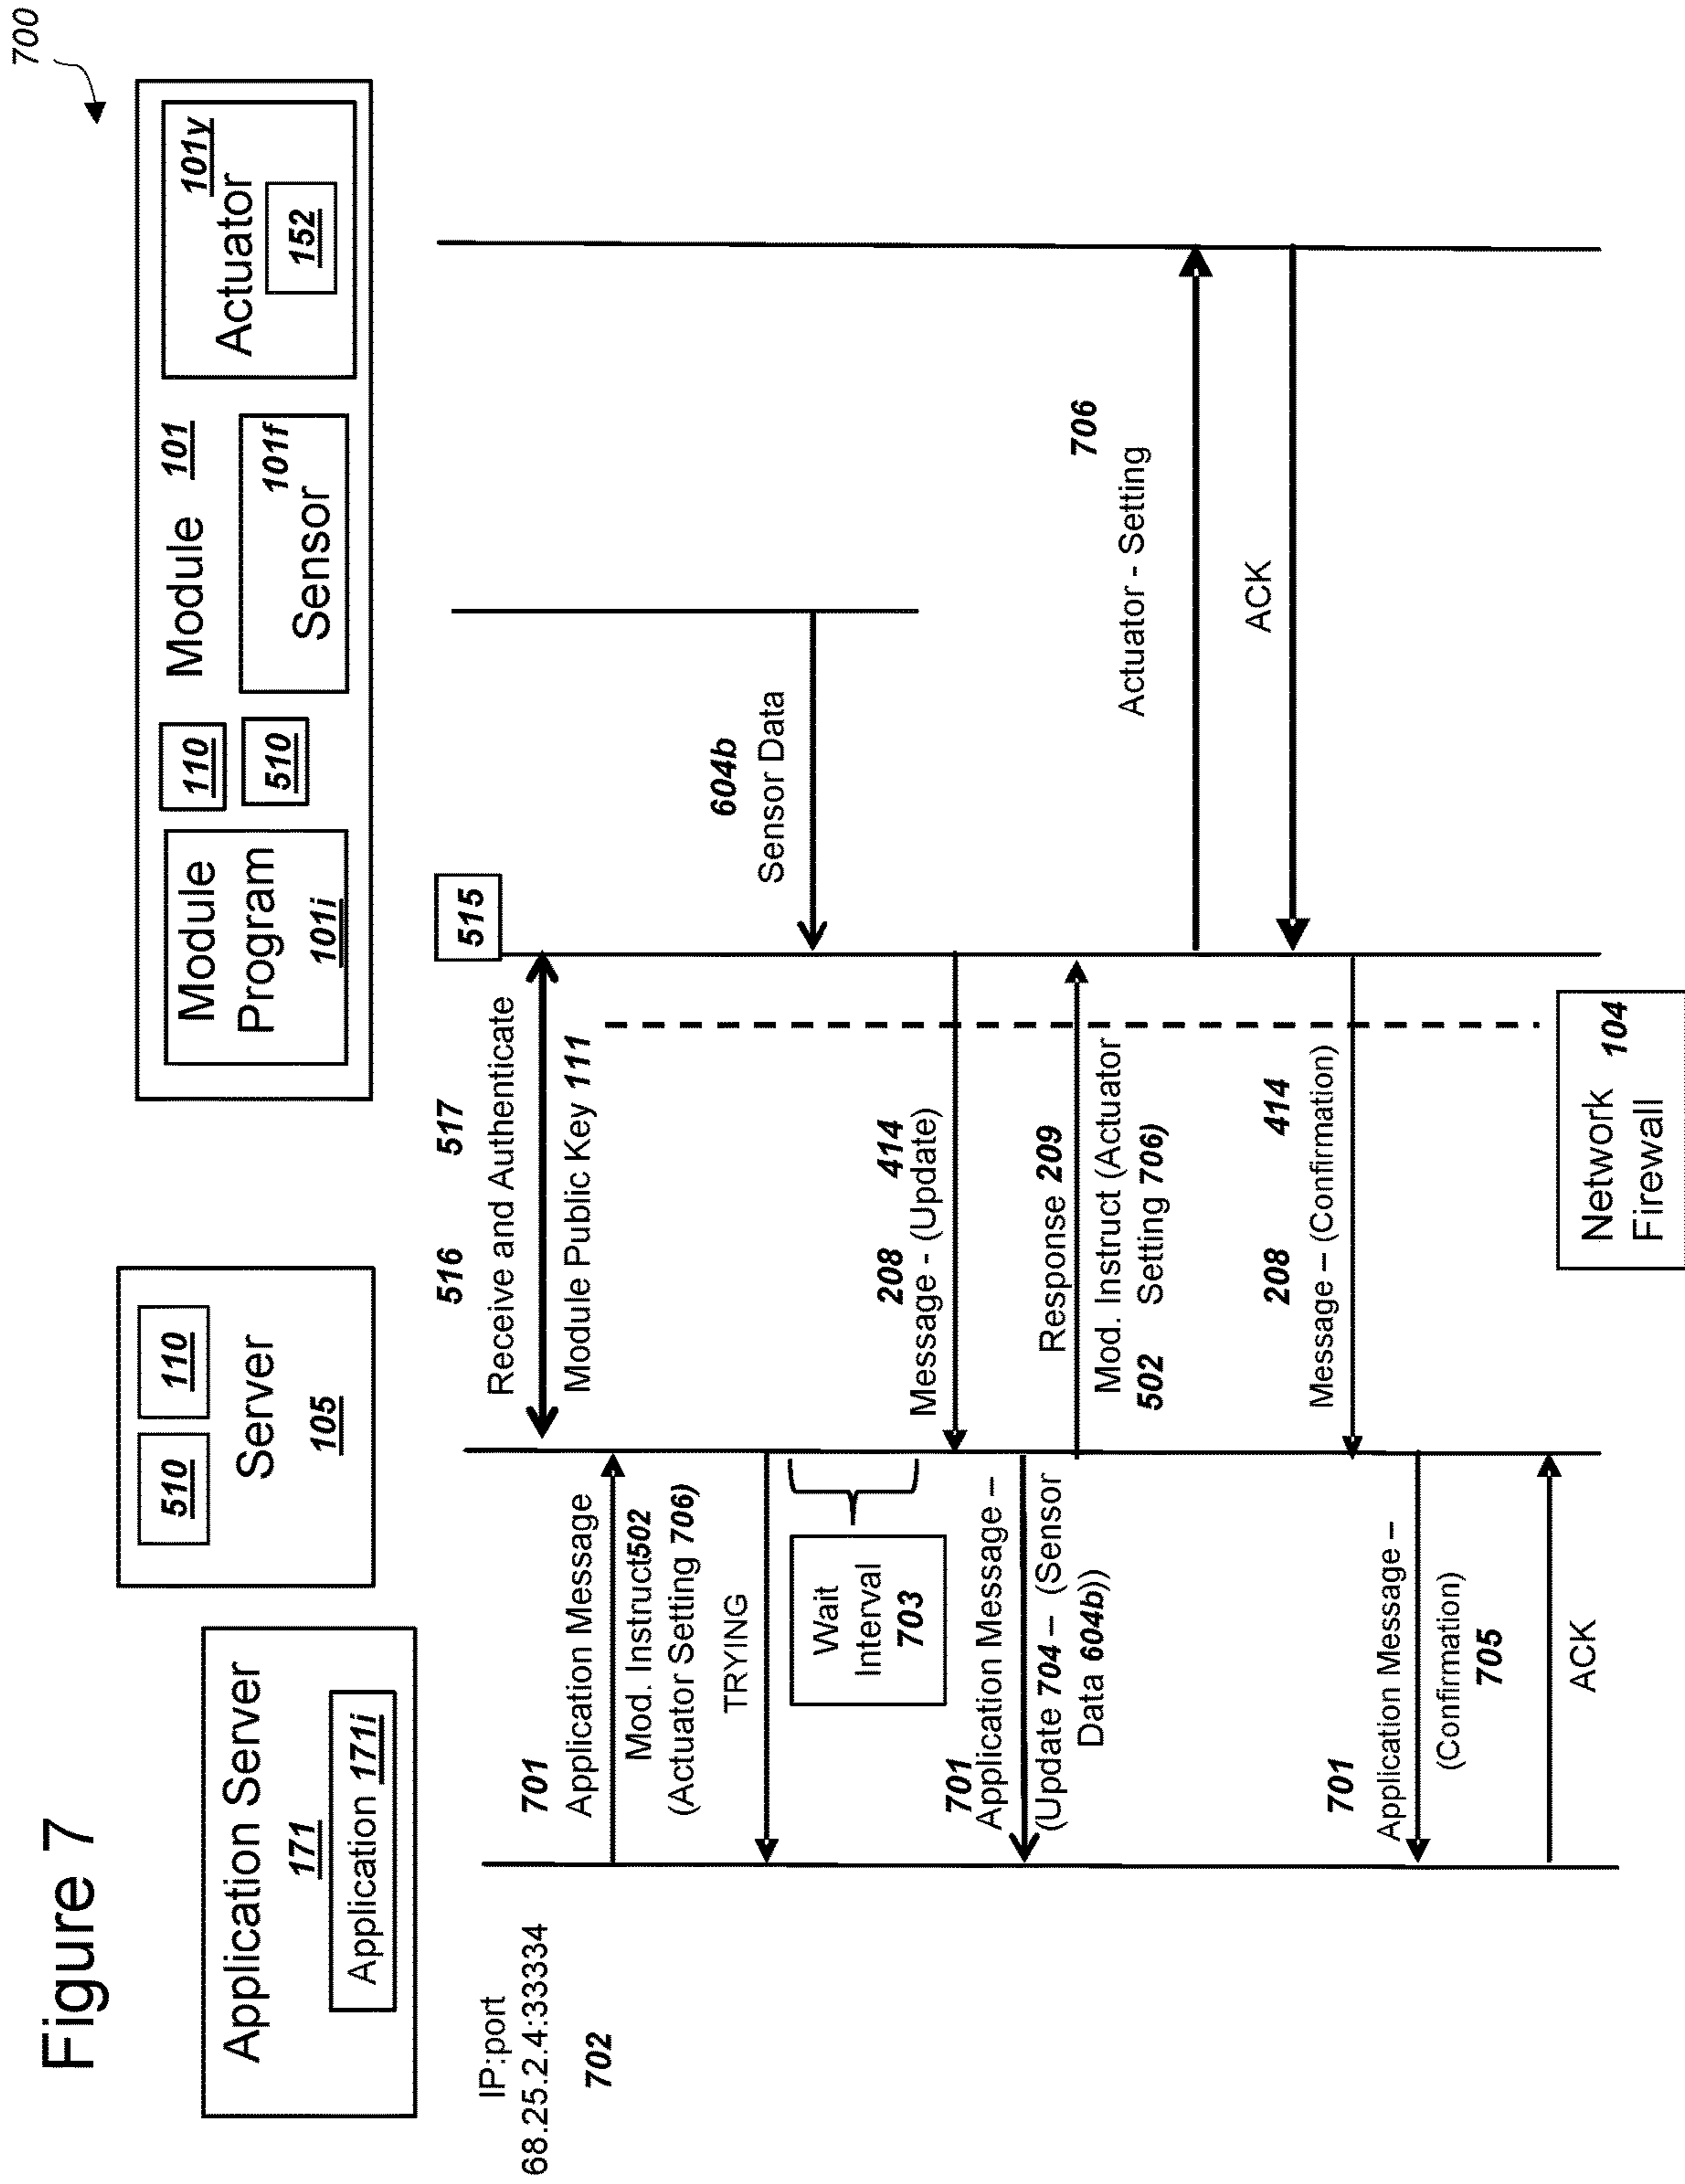 Figure 7
700
Application Server
171
Application 171i
510
110
Server
105
Module
Program
101i
110
510
Module 101
101f
Sensor
101y
Actuator
152
IP:port
68.25.2.4:33334
702
516 517
Receive and Authenticate
Module Public Key 111
515
701
Application Message
Mod. Instruct502
(Actuator Setting 706)
TRYING
Wait
Interval
703
604b
Sensor Data
208 414
Message - (Update)
701
Application Message –
(Update 704 – (Sensor
Data 604b))
Response 209
Mod. Instruct (Actuator
502 Setting 706)
706
Actuator - Setting
ACK
208 414
Message – (Confirmation)
701
Application Message –
(Confirmation)
705
ACK
Network 104
Firewall